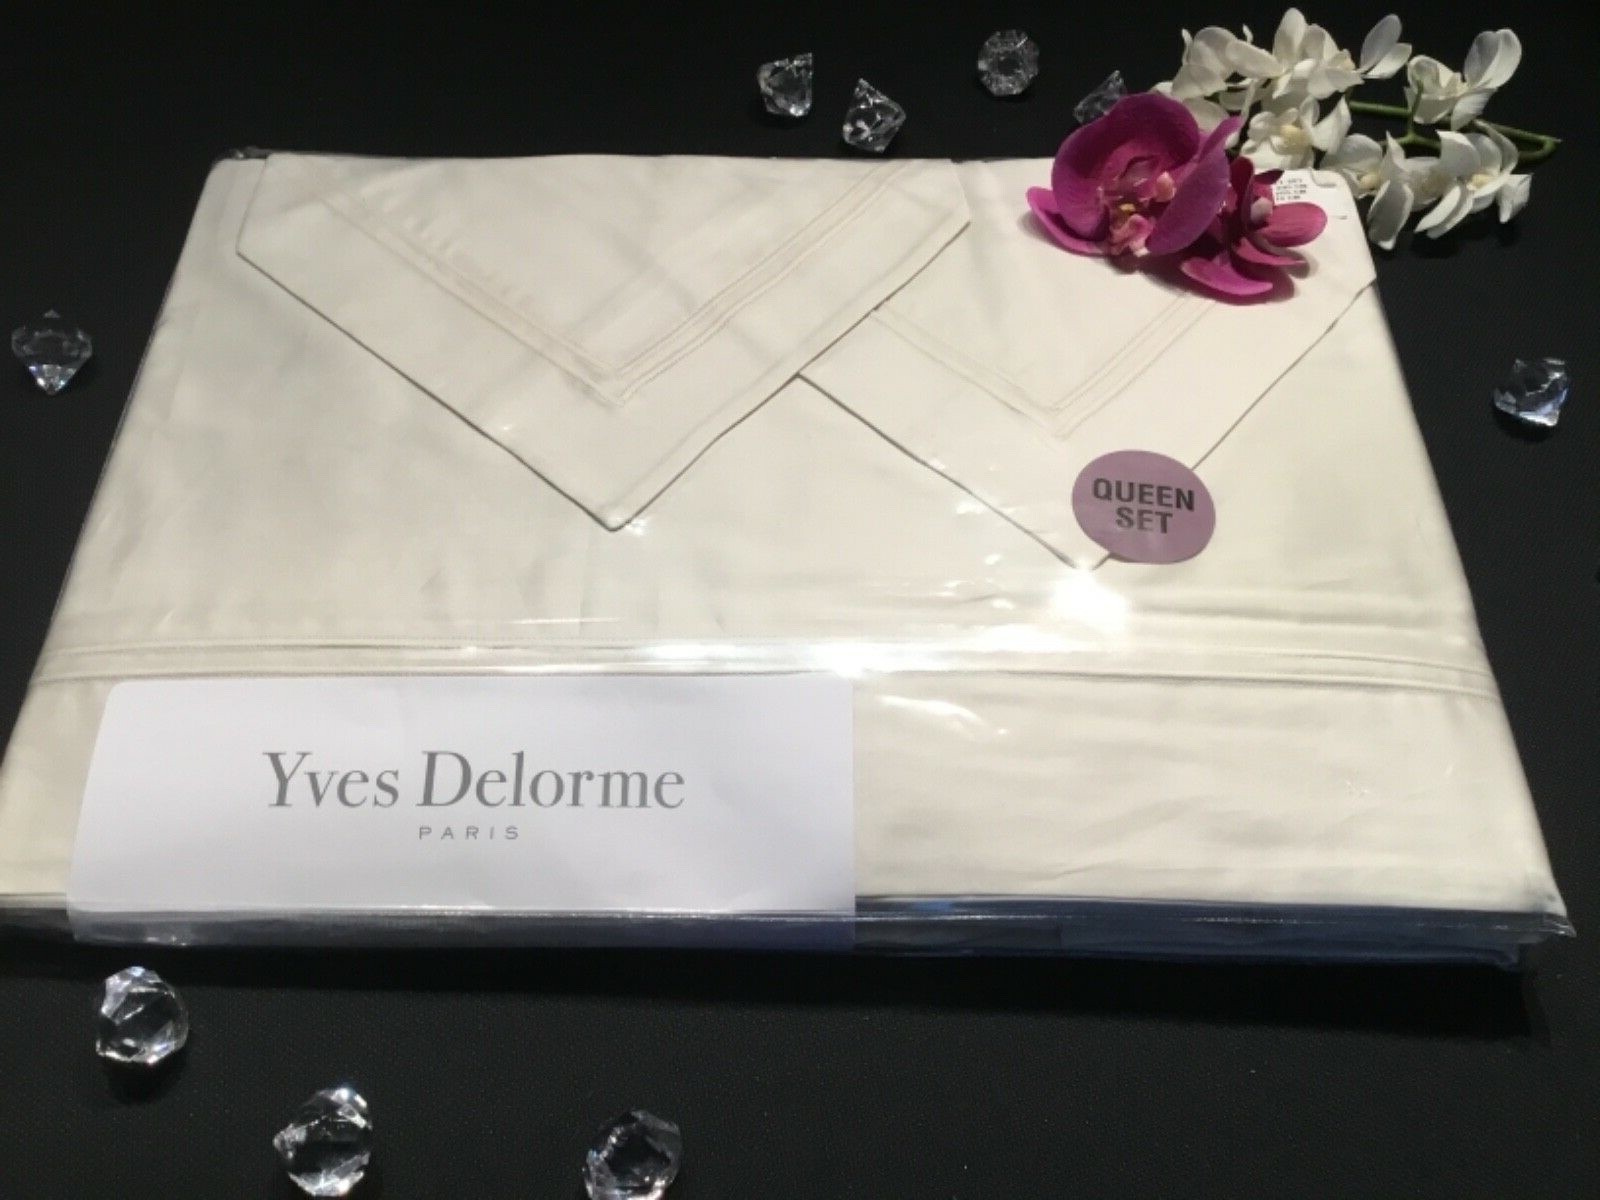 QUEEN
SET
Yves Delorme
PARIS